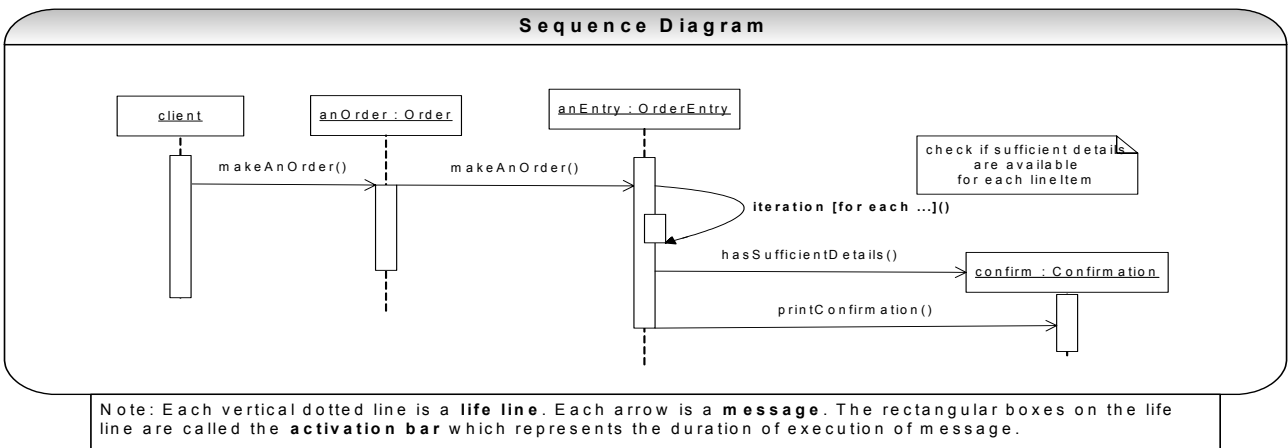 Sequence Diagram
client
anOrder : Order
anEntry : OrderEntry
check if sufficient details
are available
for each lineItem
makeAnOrder()
makeAnOrder()
iteration [for each ...]()
hasSufficientDetails()
confirm : Confirmation
printConfirmation()
Note: Each vertical dotted line is a life line. Each arrow is a message. The rectangular boxes on the life
line are called the activation bar which represents the duration of execution of message.